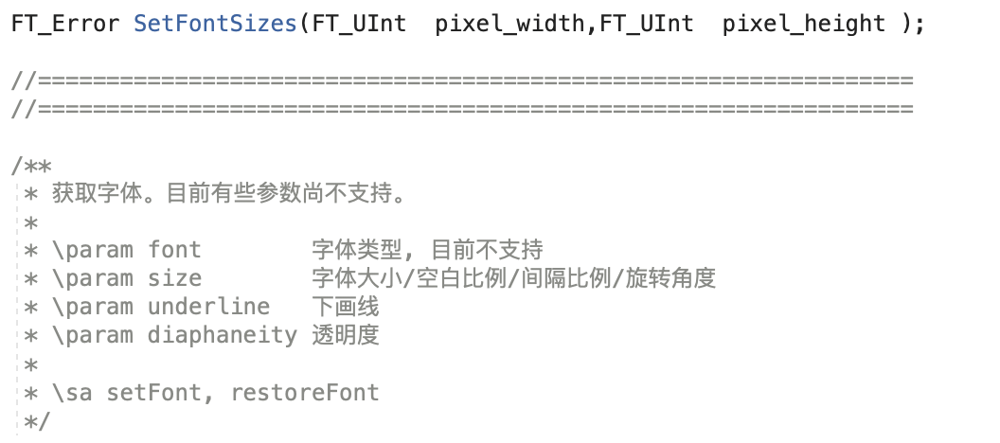 FT_Error SetFontSizes(FT_UInt  pixel_width,FT_UInt  pixel_height );
//================================================================
//================================================================
/**
* 获取字体。目前有些参数尚不支持。
*
* \param font        字体类型, 目前不支持
* \param size        字体大小/空白比例/间隔比例/旋转角度
* \param underline   下画线
* \param diaphaneity 透明度
*
* \sa setFont, restoreFont
*/